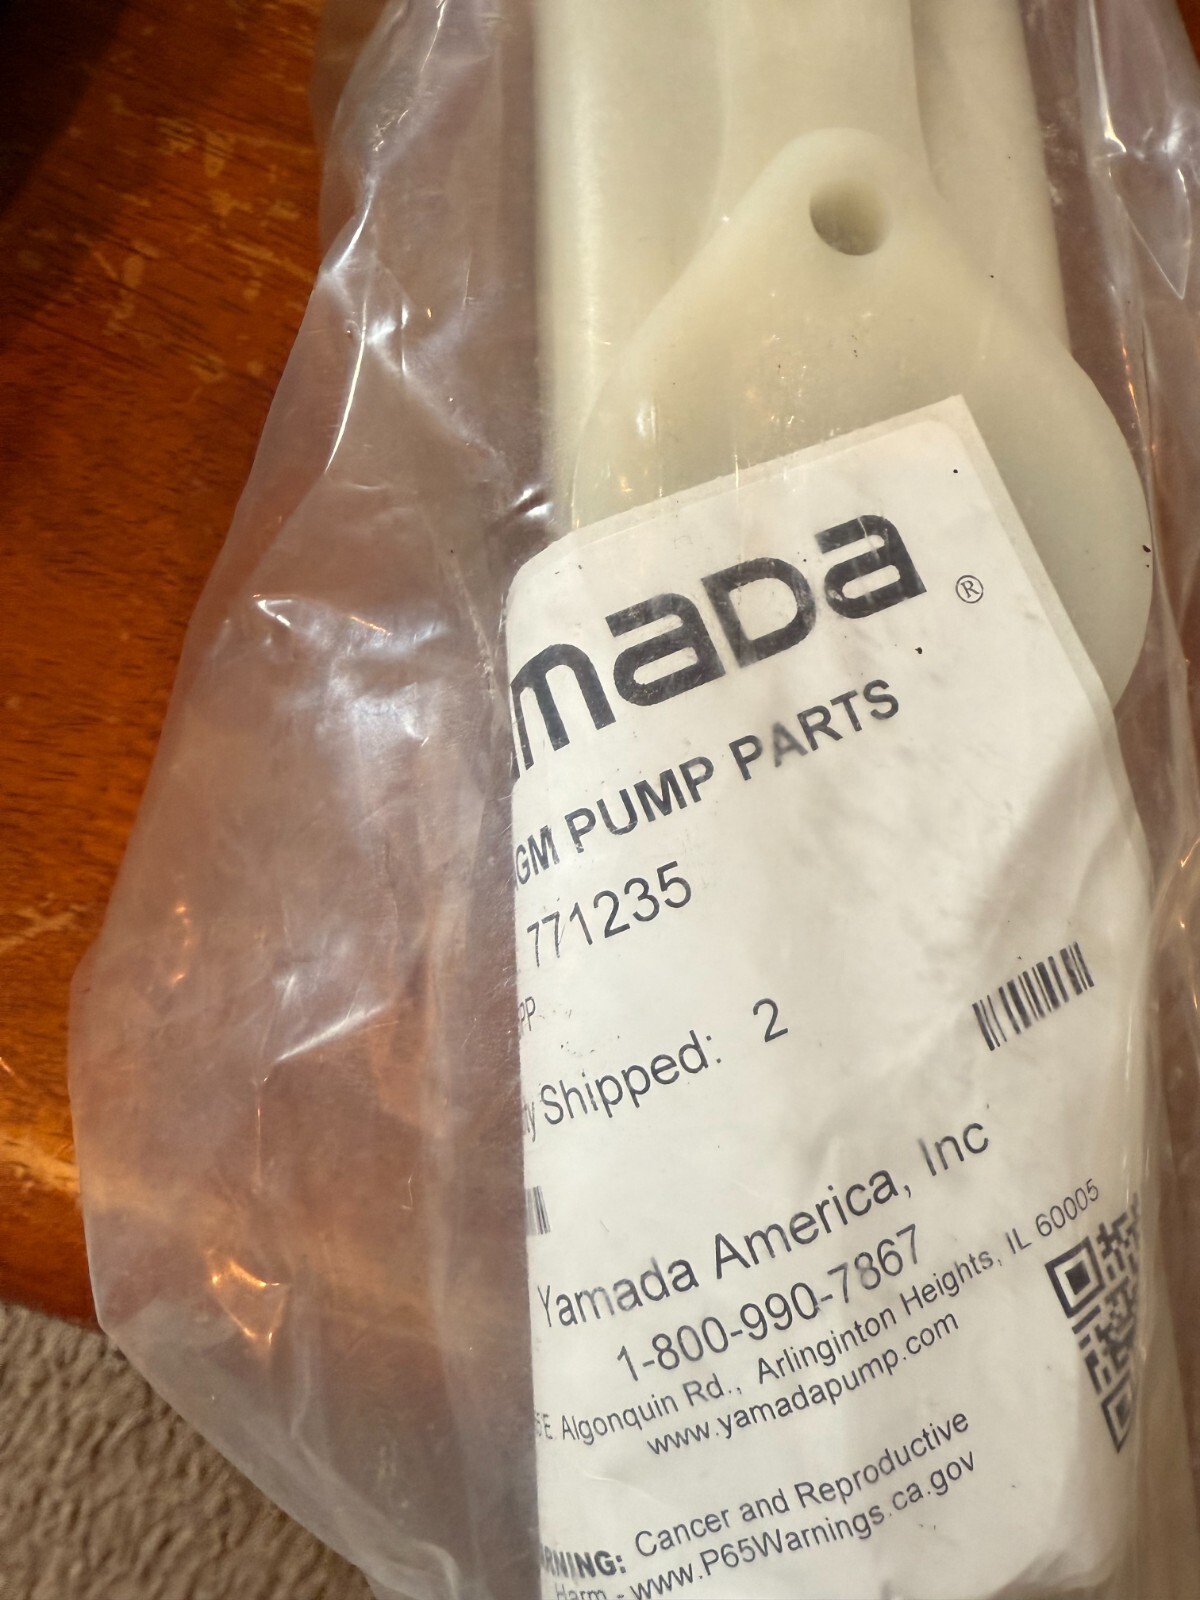 mada®
GM PUMP PARTS
771235
PP
Shipped: 2
Yamada America, Inc
1-800-990-7867
E. Algonquin Rd., Arlinginton Heights, IL 60005
www.yamadapump.com
RNING: Cancer and Reproductive
Harm - www.P65Warnings.ca.gov